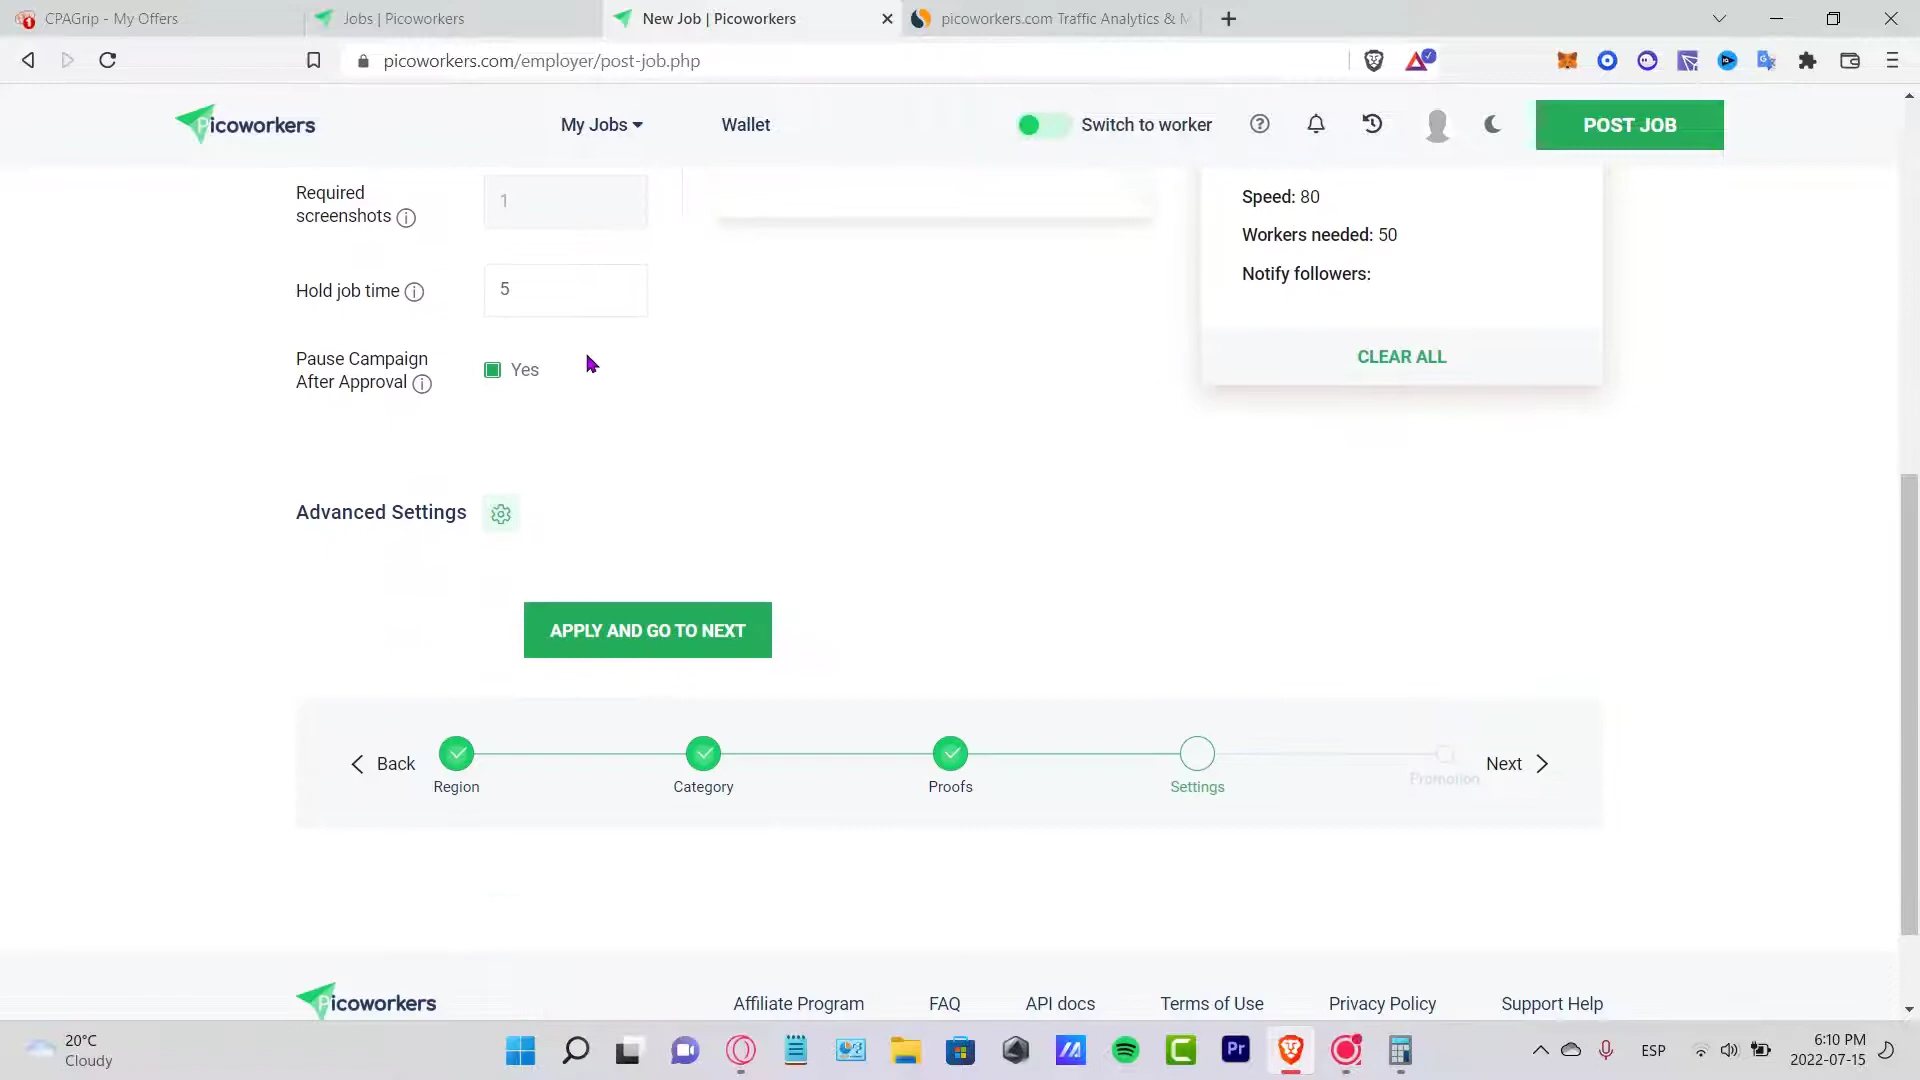 CPAGrip - My Offers
Jobs | Picoworkers
New Job | Picoworkers
picoworkers.com Traffic Analytics & M
picoworkers.com/employer/post-job.php
Picoworkers
My Jobs
Wallet
Switch to worker
POST JOB
Required
screenshots
1
Speed: 80
Workers needed: 50
Notify followers:
Hold job time
5
CLEAR ALL
Pause Campaign
After Approval
Yes
Advanced Settings
APPLY AND GO TO NEXT
Back
Region
Category
Proofs
Settings
Promotion
Next
Picoworkers
Affiliate Program
FAQ
API docs
Terms of Use
Privacy Policy
Support Help
20°C
Cloudy
Pr
ESP
6:10 PM
2022-07-15